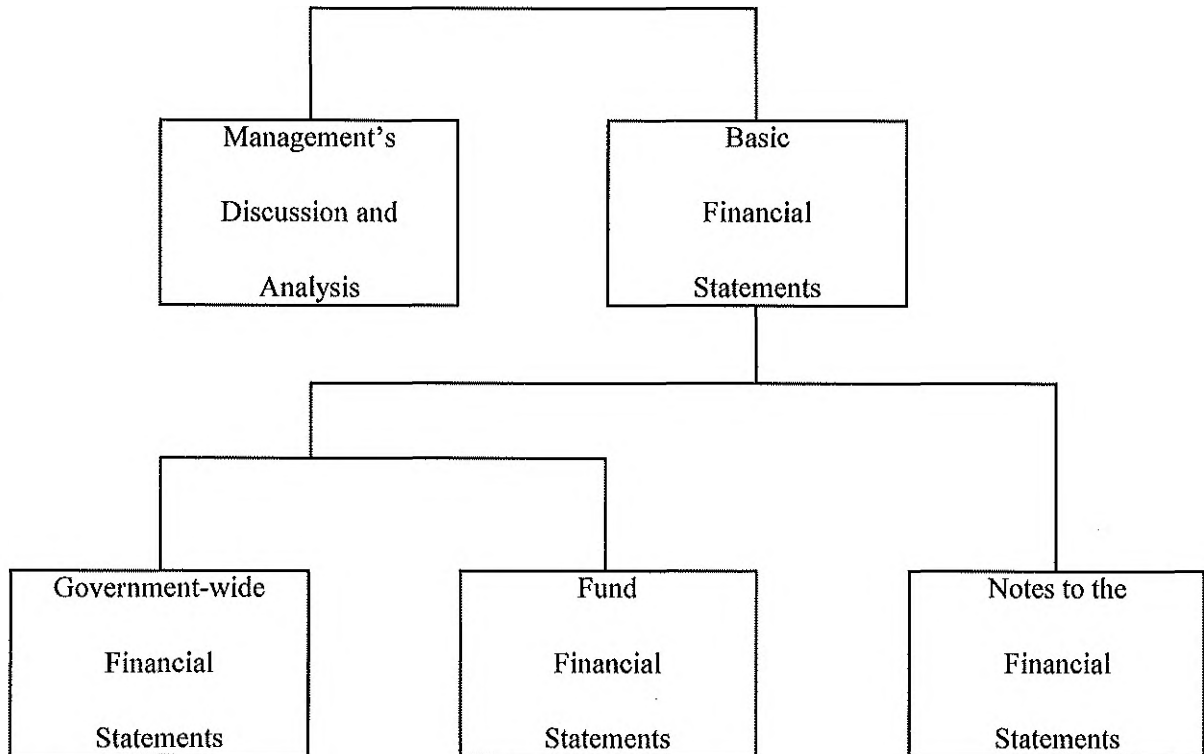 Management’s
Discussion and
Analysis
Basic
Financial
Statements
Government-wide
Financial
Statements
Fund
Financial
Statements
Notes to the
Financial
Statements